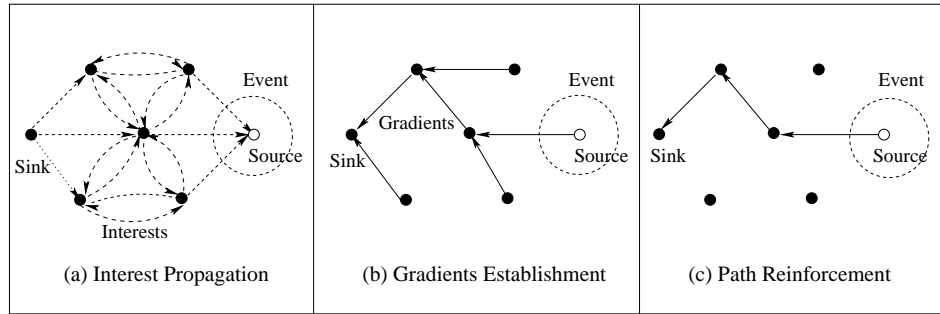 Event
Source
Sink
Interests
(a) Interest Propagation
Event
Gradients
Source
Sink
(b) Gradients Establishment
Event
Sink
Source
(c) Path Reinforcement